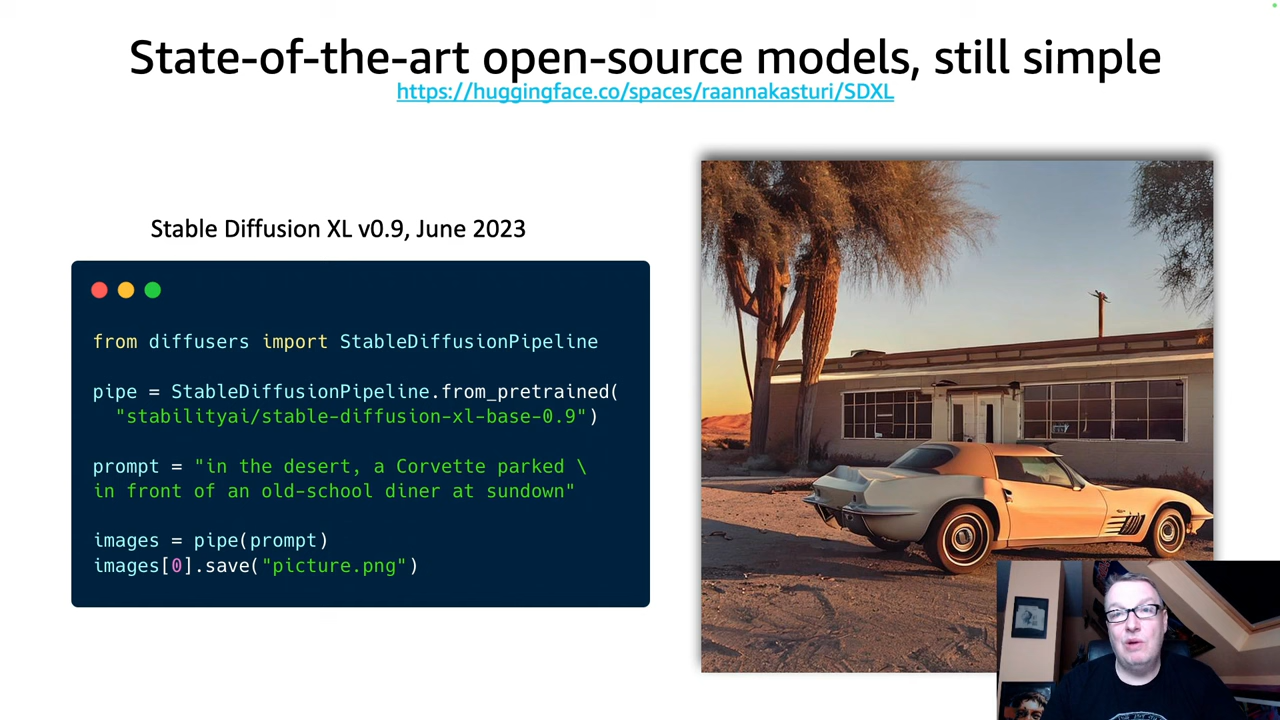 State-of-the-art open-source models, still simple
https://huggingface.co/spaces/raannakasturi/SDXL
Stable Diffusion XL v0.9, June 2023
from diffusers import StableDiffusionPipeline
pipe = StableDiffusionPipeline.from_pretrained(
"stabilityai/stable-diffusion-xl-base-0.9")
prompt = "in the desert, a Corvette parked \
in front of an old-school diner at sundown"
images = pipe(prompt)
images[0].save("picture.png")